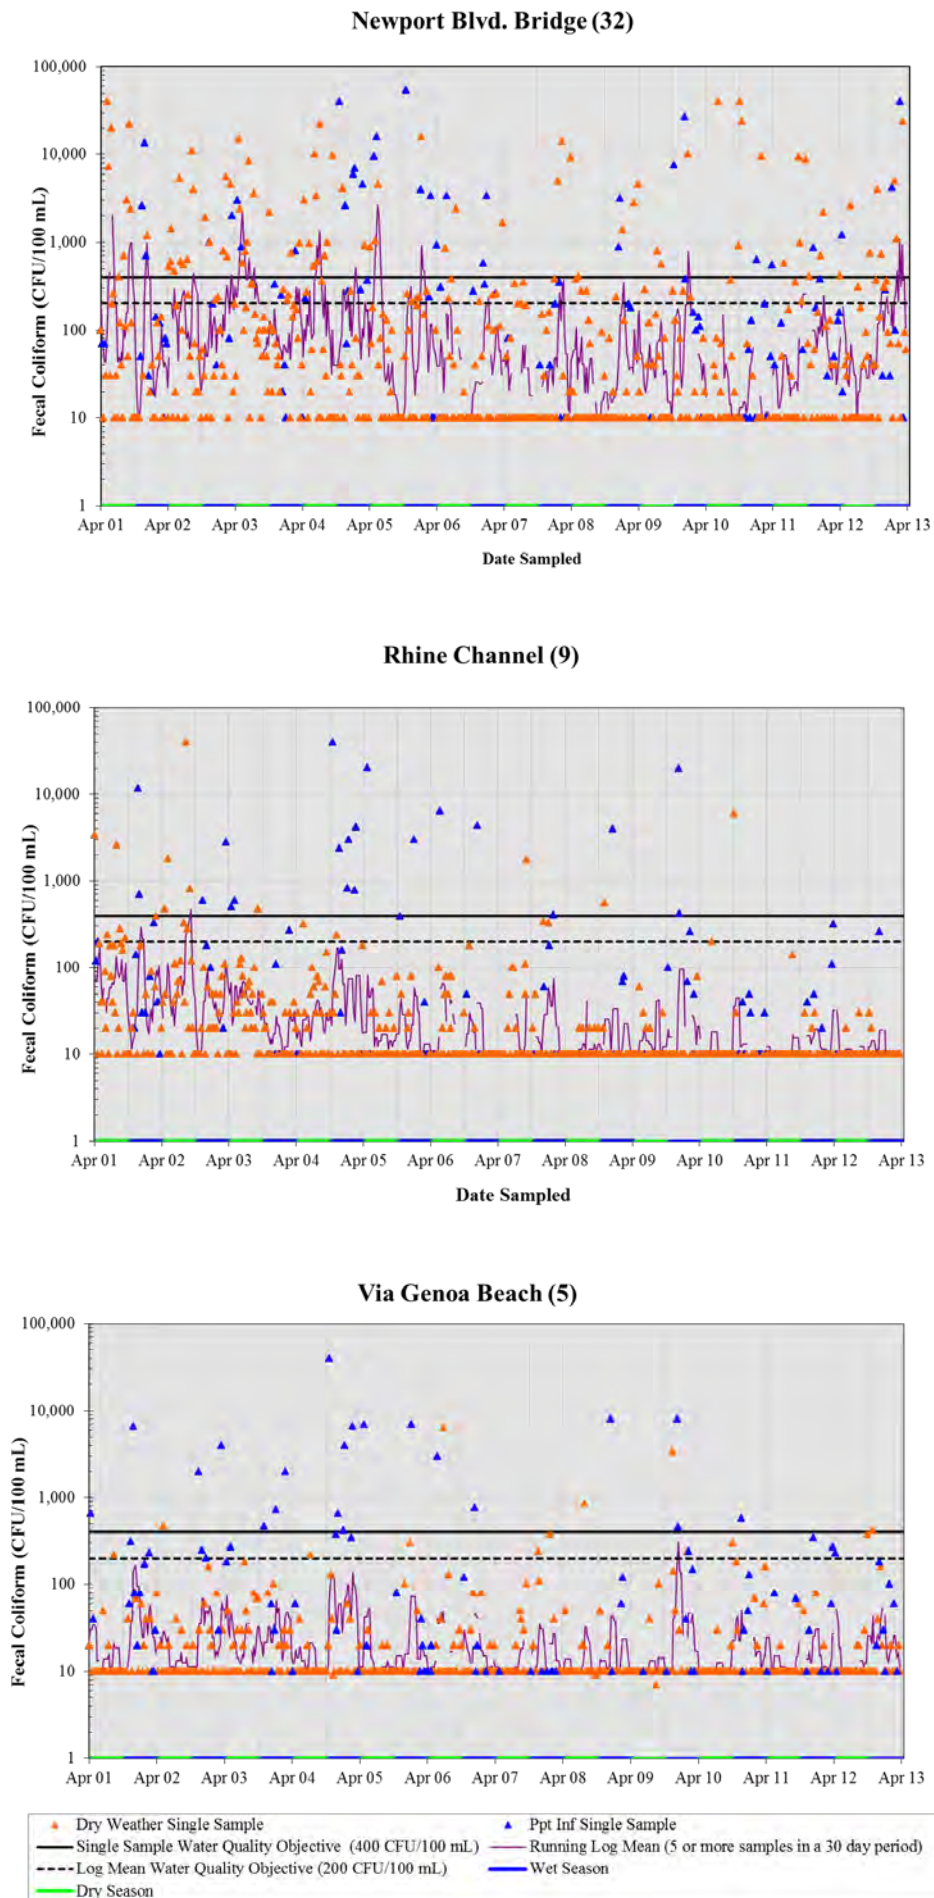 Newport Blvd. Bridge (32)
100,000
10,000
1,000
100
10
1
Fecal Coliform (CFU/100 mL)
Apr 01 Apr 02 Apr 03 Apr 04 Apr 05 Apr 06 Apr 07 Apr 08 Apr 09 Apr 10 Apr 11 Apr 12 Apr 13
Date Sampled
Rhine Channel (9)
100,000
10,000
1,000
100
10
1
Fecal Coliform (CFU/100 mL)
Apr 01 Apr 02 Apr 03 Apr 04 Apr 05 Apr 06 Apr 07 Apr 08 Apr 09 Apr 10 Apr 11 Apr 12 Apr 13
Date Sampled
Via Genoa Beach (5)
100,000
10,000
1,000
100
10
1
Fecal Coliform (CFU/100 mL)
Apr 01 Apr 02 Apr 03 Apr 04 Apr 05 Apr 06 Apr 07 Apr 08 Apr 09 Apr 10 Apr 11 Apr 12 Apr 13
Dry Weather Single Sample Ppt Inf Single Sample
Single Sample Water Quality Objective (400 CFU/100 mL) Running Log Mean (5 or more samples in a 30 day period)
Log Mean Water Quality Objective (200 CFU/100 mL) Wet Season
Dry Season